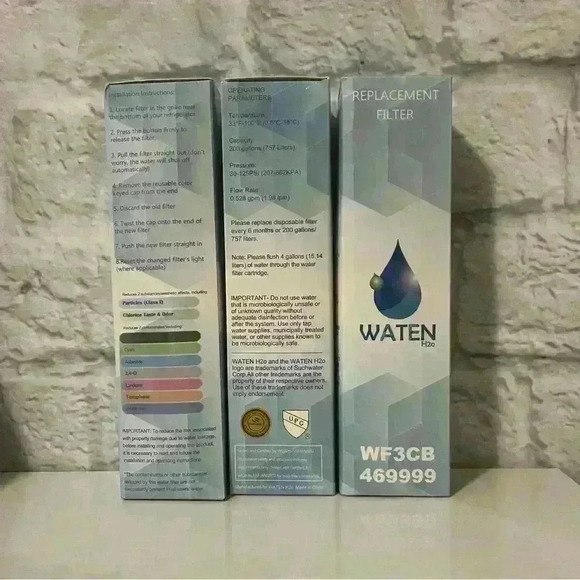 Installation Instructions:
1. Locate filter in the grille near
the bottom of your refrigerator
2. Press the button firmly to
release the filter
3. Pull the filter straight out (don't
worry, the water will shut off
automatically)
4. Remove the reusable color
keyed cap from the end
5. Discard the old filter
6. Twist the cap onto the end of
the new filter
7. Push the new filter straight in
8.Reset the changed filter's light
(where applicable)
Particles (Class I)
Chlorine Taste & Odor
Lindane
Toxaphene
IMPORTANT: To reduce the risk associated
with property damage due to water leakage,
before installing and operating this product,
it is necessary to read and follow the
installation and operating instructions
OPERATING
PARAMETERS
Temperature:
Capacity:
200 gallons (757 Liters)
Pressure:
Flow Rate:
Please replace disposable filter
every 6 months or 200 gallons/
757 liters.
Note: Please flush 4 gallons (15.14
liters) of water through the water
filter cartridge.
IMPORTANT- Do not use water
that is microbiologically unsafe or
of unknown quality without
adequate disinfection before or
after the system. Use only tap
water supplies, municipally treated
water, or other supplies known to
be microbiologically safe.
WATEN H2o and the WATEN H2o
logo are trademarks of Suchwater
Corp.All other trademarks are the
property of their respective owners.
Use of these trademarks does not
imply endorsement.
UPC
REPLACEMENT
FILTER
WATEN
H2o
WF3CB
469999